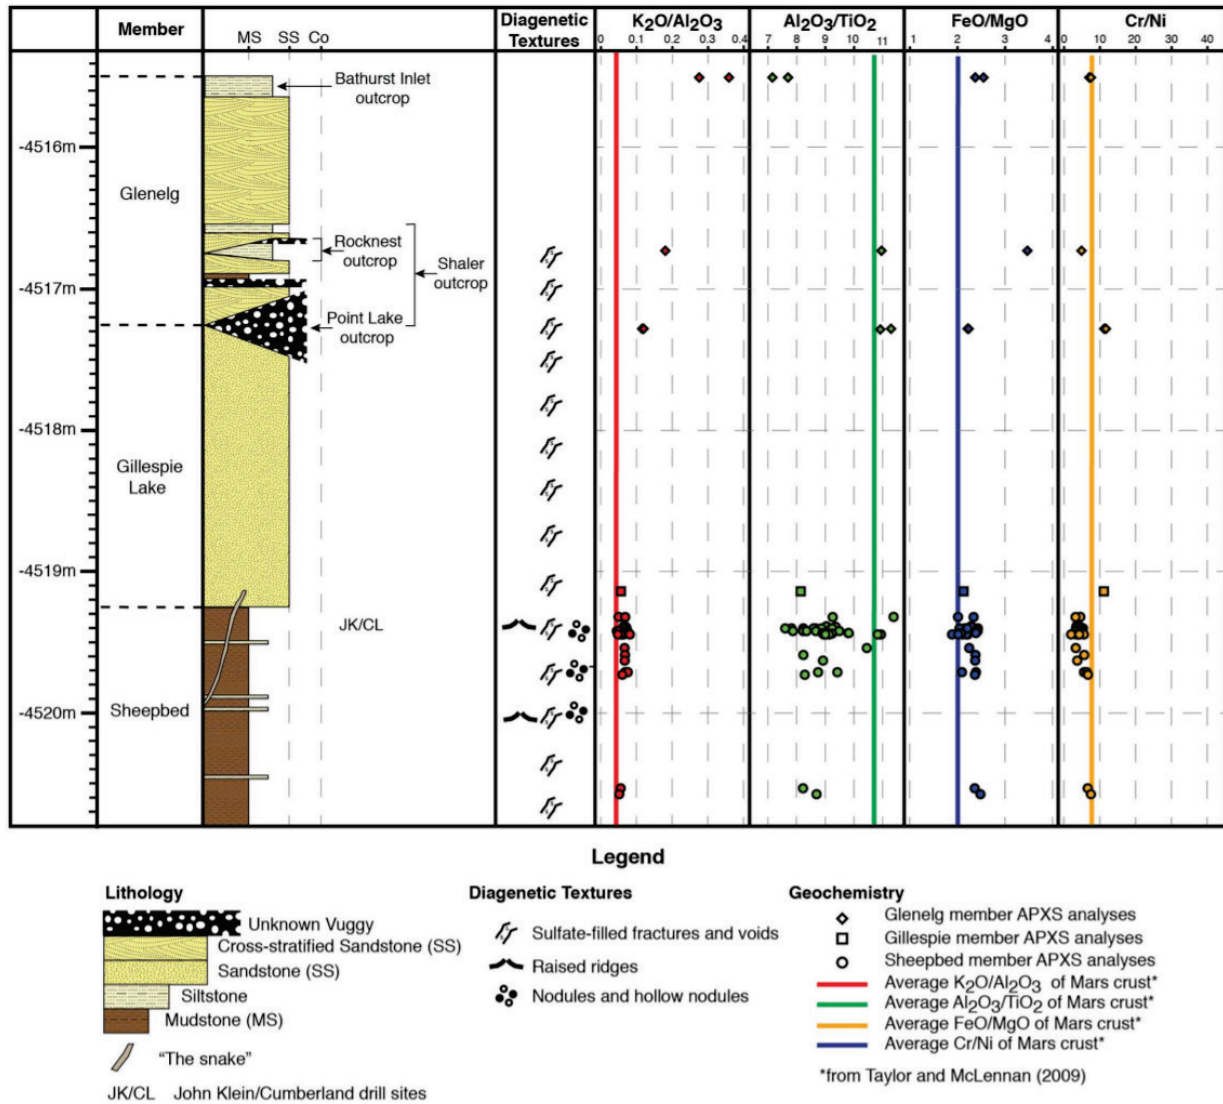 Member
MS SS Co
Diagenetic
Textures
K2O/Al2O3
0 0.1 0.2 0.3 0.4
Al2O3/TiO2
7 8 9 10 11
FeO/MgO
1 2 3 4
Cr/Ni
0 10 20 30 40
Bathurst Inlet
outcrop
-4516m
Glenelg
Rocknest
outcrop
Shaler
outcrop
-4517m
Point Lake
outcrop
-4518m
Gillespie
Lake
-4519m
JK/CL
Sheepbed
-4520m
Legend
Lithology
Unknown Vuggy
Cross-stratified Sandstone (SS)
Sandstone (SS)
Siltstone
Mudstone (MS)
“The snake”
JK/CL John Klein/Cumberland drill sites
Diagenetic Textures
Sulfate-filled fractures and voids
Raised ridges
Nodules and hollow nodules
Geochemistry
Glenelg member APXS analyses
Gillespie member APXS analyses
Sheepbed member APXS analyses
Average K2O/Al2O3 of Mars crust*
Average Al2O3/TiO2 of Mars crust*
Average FeO/MgO of Mars crust*
Average Cr/Ni of Mars crust*
*from Taylor and McLennan (2009)